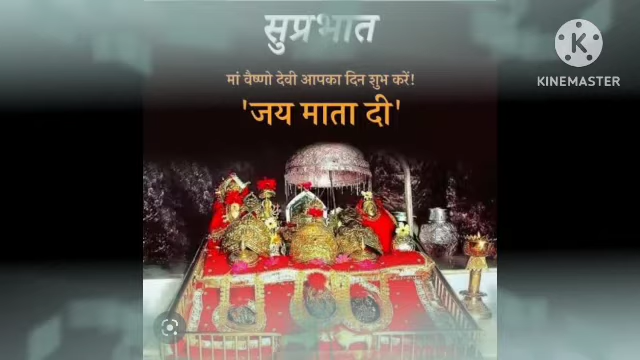 सुप्रभात
मां वैष्णो देवी आपका दिन शुभ करें!
'जय माता दी'
KINEMASTER